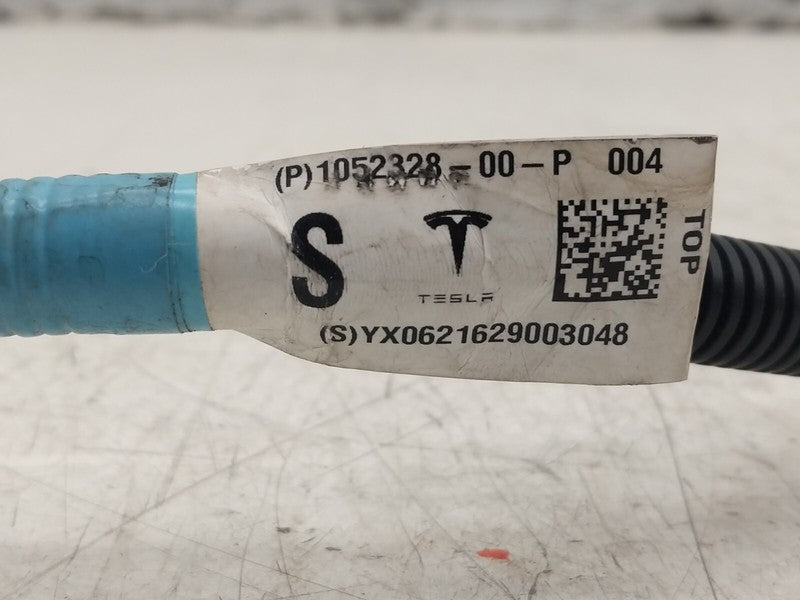 (P)1052328-00-P 004
S
TESLA
TOP
(S)YX0621629003048